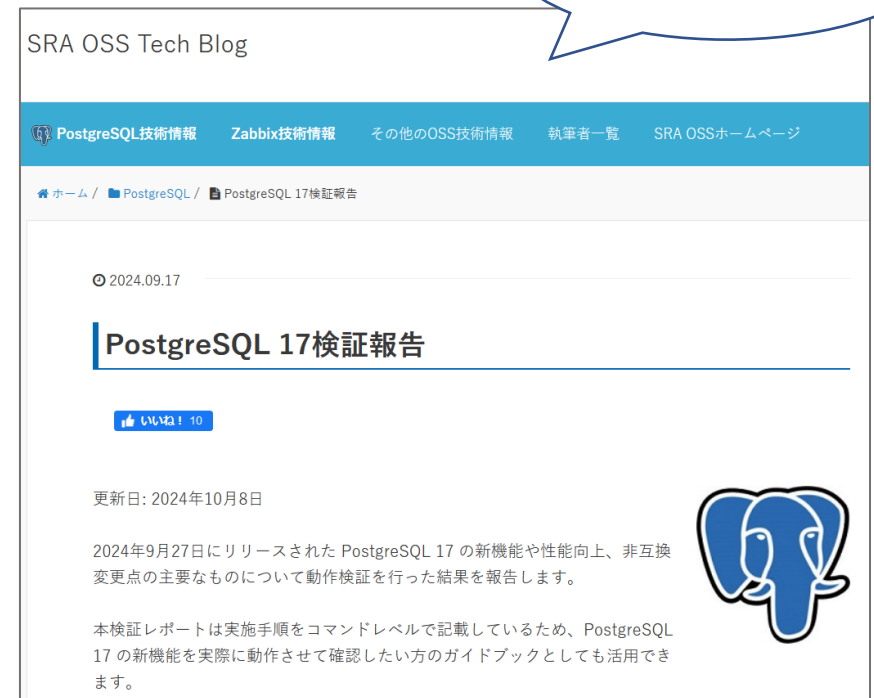 SRA OSS Tech Blog
PostgreSQL技術情報 Zabbix技術情報 その他のOSS技術情報 執筆者一覧 SRA OSSホームページ
ホーム / PostgreSQL / PostgreSQL 17検証報告
2024.09.17
PostgreSQL 17検証報告
いいね！ 10
更新日: 2024年10月8日
2024年9月27日にリリースされた PostgreSQL 17 の新機能や性能向上、非互換
変更点の主要なものについて動作検証を行った結果を報告します。
本検証レポートは実施手順をコマンドレベルで記載しているため、PostgreSQL
17 の新機能を実際に動作させて確認したい方のガイドブックとしても活用でき
ます。